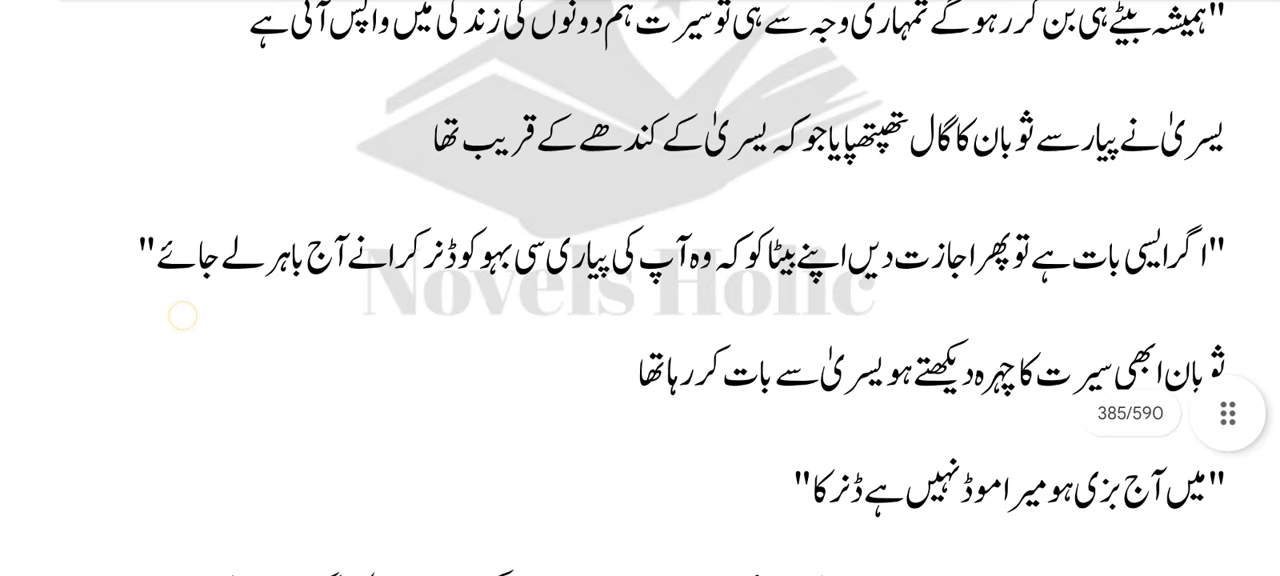 "ہمیشہ بیٹے ہی بن کر رہو گے تمہاری وجہ سے ہی تو سیرت ہم دونوں کی زندگی میں واپس آئی ہے
یسریٰ نے پیار سے ثوبان کا گال تھپتھپایا جو کہ یسریٰ کے کندھے کے قریب تھا
"اگر ایسی بات ہے تو پھر اجازت دیں اپنے بیٹا کو کہ وہ آپ کی پیاری سی بہو کو ڈنر کرانے آج باہر لے جائے"
Novels Holic
ثوبان ابھی سیرت کا چہرہ دیکھتے ہو یسریٰ سے بات کر رہا تھا
385/590
"میں آج بزی ہو میرا موڈ نہیں ہے ڈنر کا"